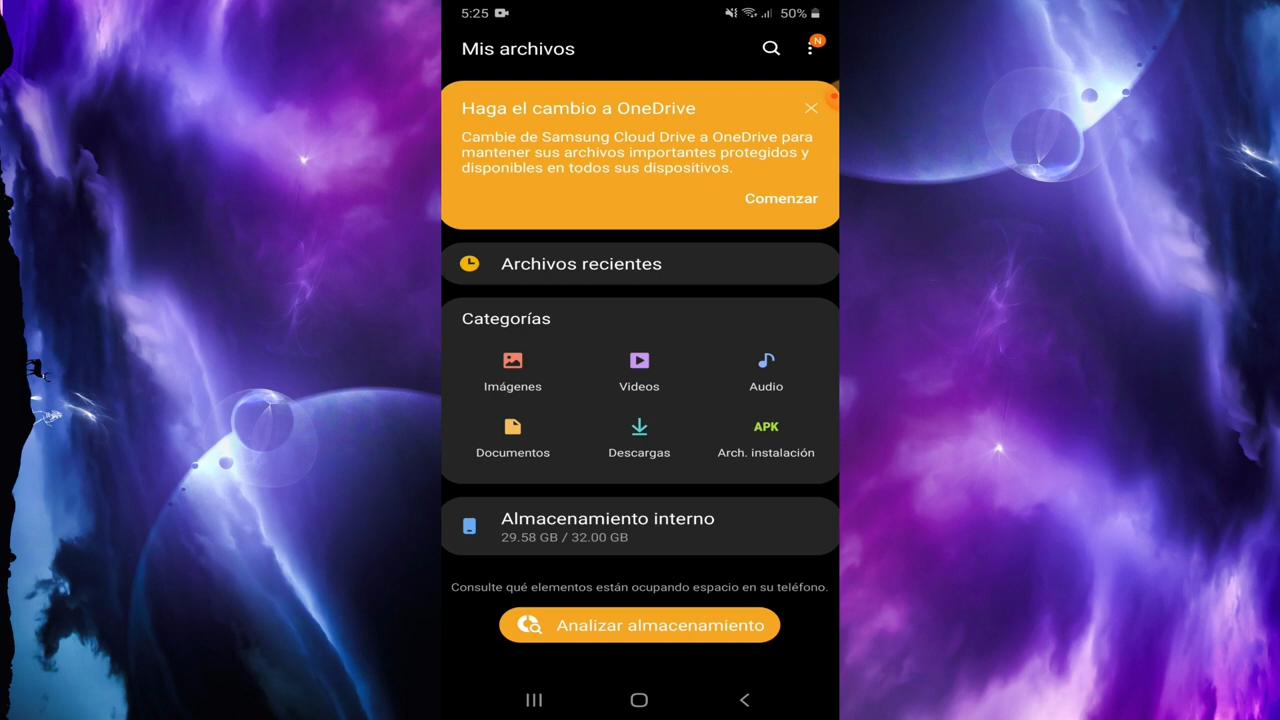 5:25
50%
Mis archivos
N
Haga el cambio a OneDrive
Cambie de Samsung Cloud Drive a OneDrive para
mantener sus archivos importantes protegidos y
disponibles en todos sus dispositivos.
Comenzar
Archivos recientes
Categorías
Imágenes
Videos
Audio
Documentos
Descargas
APK
Arch. instalación
Almacenamiento interno
29.58 GB / 32.00 GB
Consulte qué elementos están ocupando espacio en su teléfono.
Analizar almacenamiento